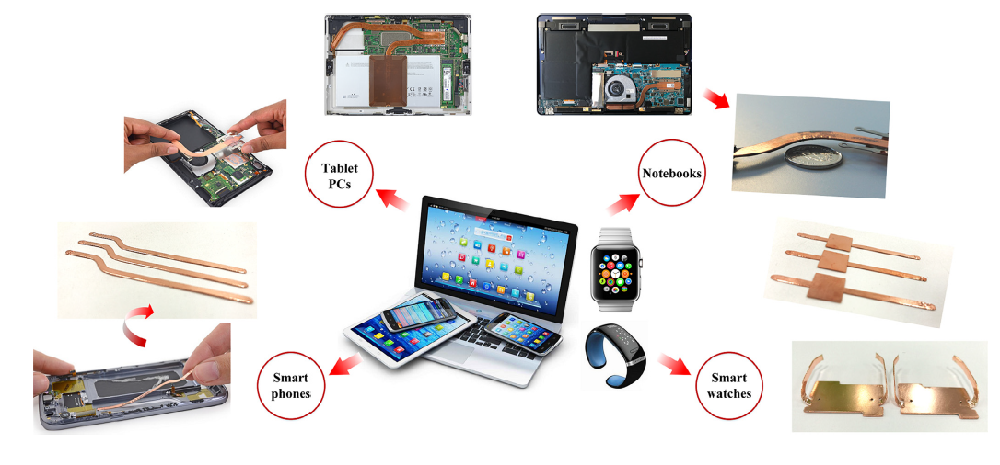 Tablet
PCs
Notebooks
Smart
phones
Smart
watches